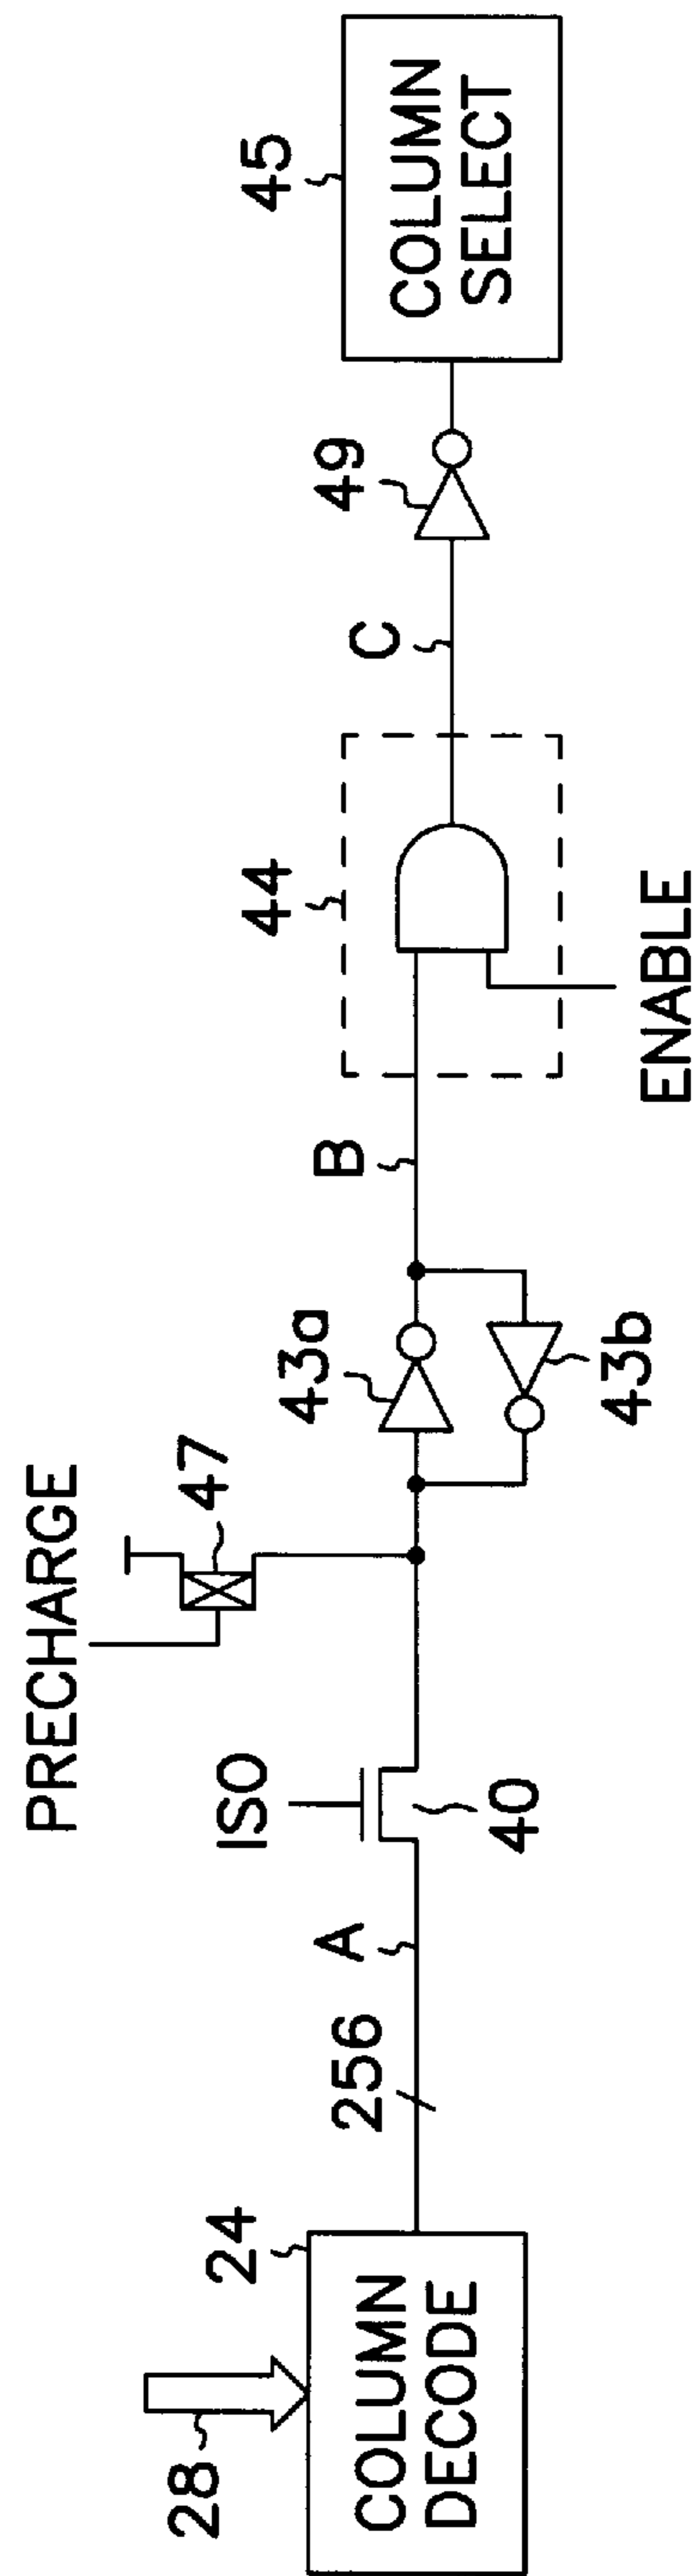 28
24
COLUMN
DECODE
256
A
ISO
40
PRECHARGE
47
43a
43b
B
44
ENABLE
C
49
45
COLUMN
SELECT